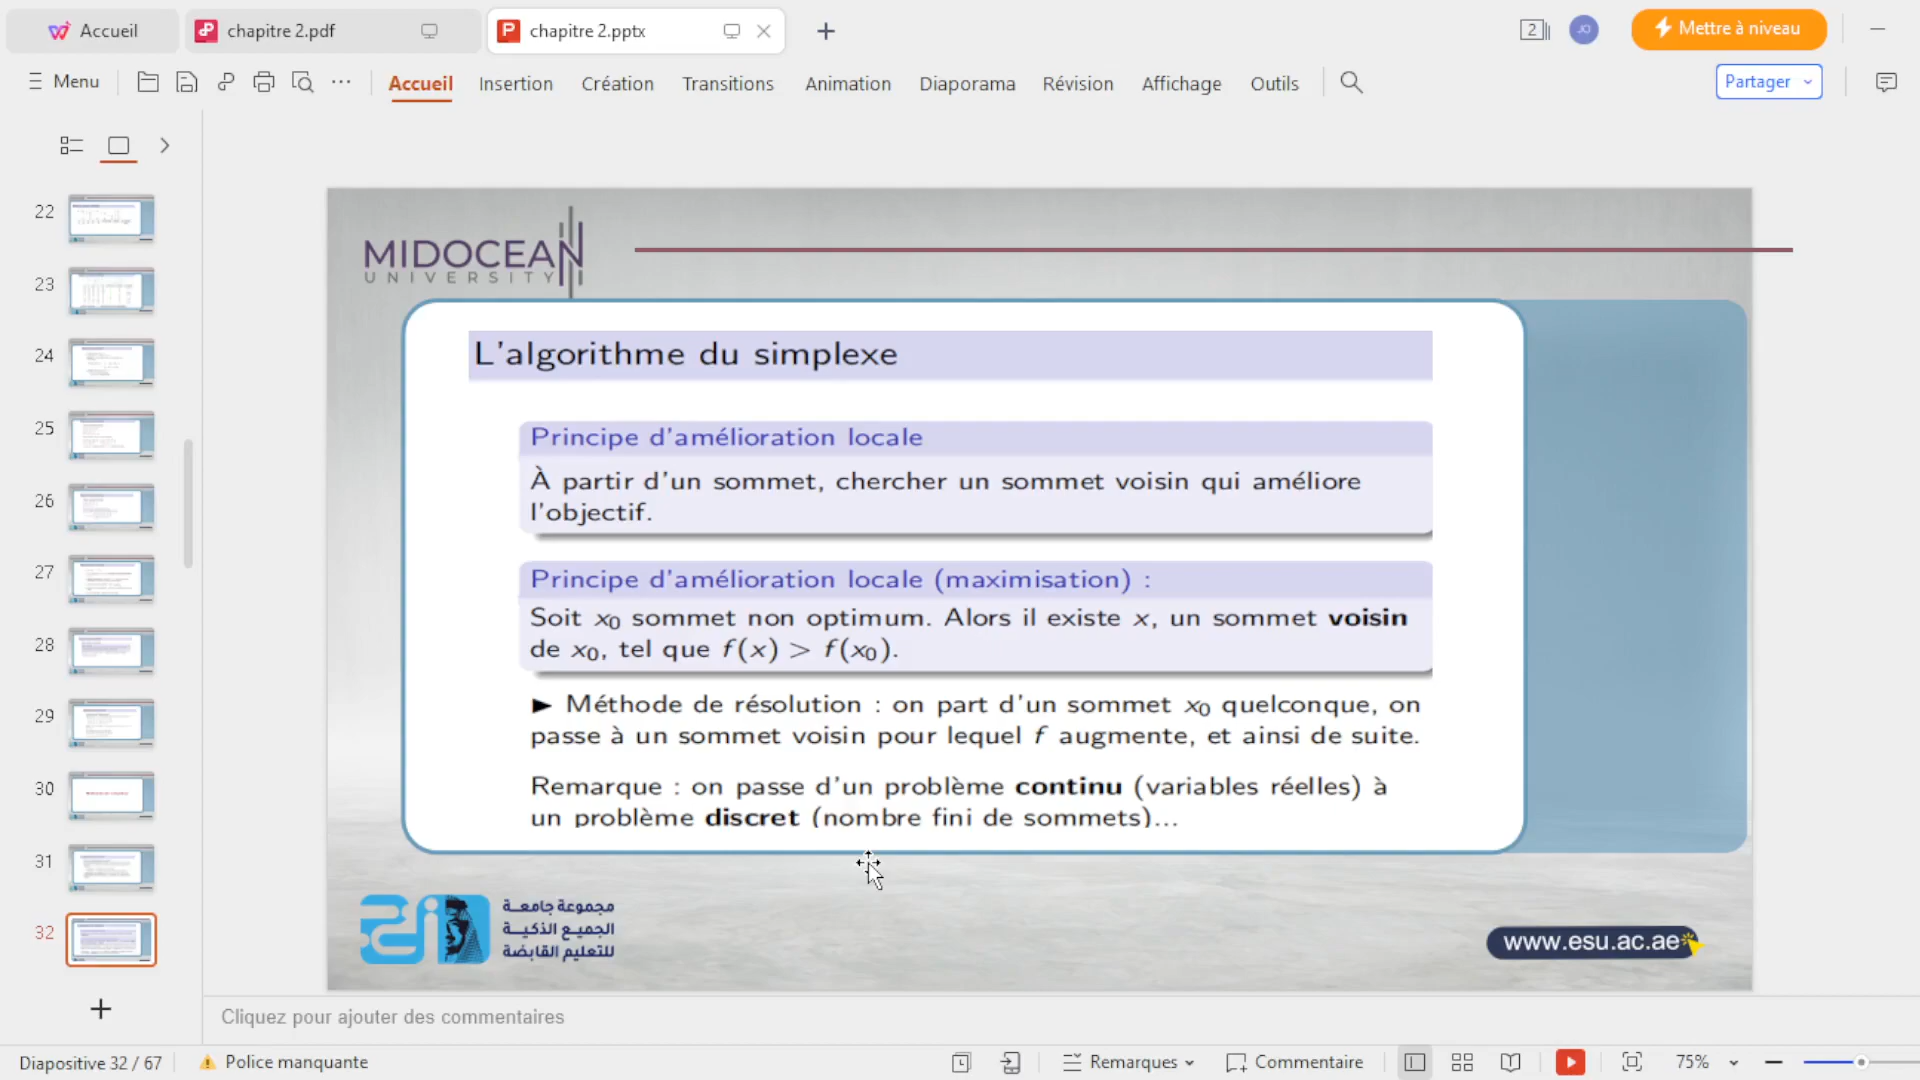 Accueil
chapitre 2.pdf
chapitre 2.pptx
2
JO
Mettre à niveau
Menu
Accueil
Insertion
Création
Transitions
Animation
Diaporama
Révision
Affichage
Outils
Partager
22
23
24
25
26
27
28
29
30
31
32
MIDOCEAN
UNIVERSITY
L'algorithme du simplexe
Principe d'amélioration locale
À partir d'un sommet, chercher un sommet voisin qui améliore
l'objectif.
Principe d'amélioration locale (maximisation) :
Soit x₀ sommet non optimum. Alors il existe x, un sommet voisin
de x₀, tel que f(x) > f(x₀).
► Méthode de résolution : on part d'un sommet x₀ quelconque, on
passe à un sommet voisin pour lequel f augmente, et ainsi de suite.
Remarque : on passe d'un problème continu (variables réelles) à
un problème discret (nombre fini de sommets)...
مجموعة جامعة
الجميع الذكية
للتعليم القابضة
www.esu.ac.ae
Cliquez pour ajouter des commentaires
Diapositive 32 / 67
Police manquante
Remarques
Commentaire
75%